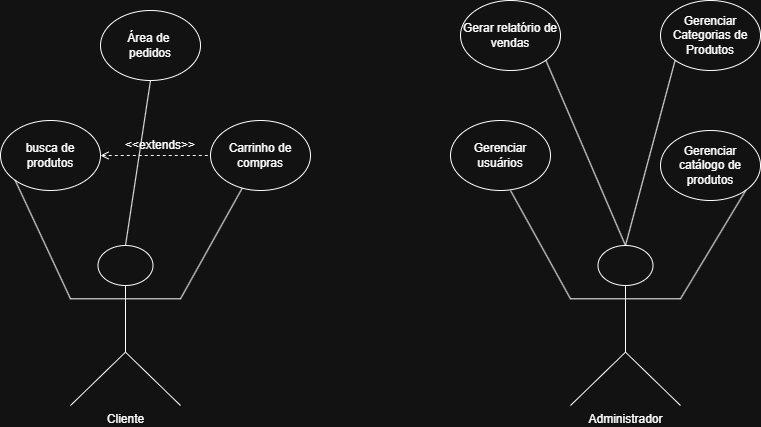 Área de
pedidos
busca de
produtos
<<extends>>
Carrinho de
compras
Cliente
Gerar relatório de
vendas
Gerenciar
Categorias de
Produtos
Gerenciar
usuários
Gerenciar
catálogo de
produtos
Administrador